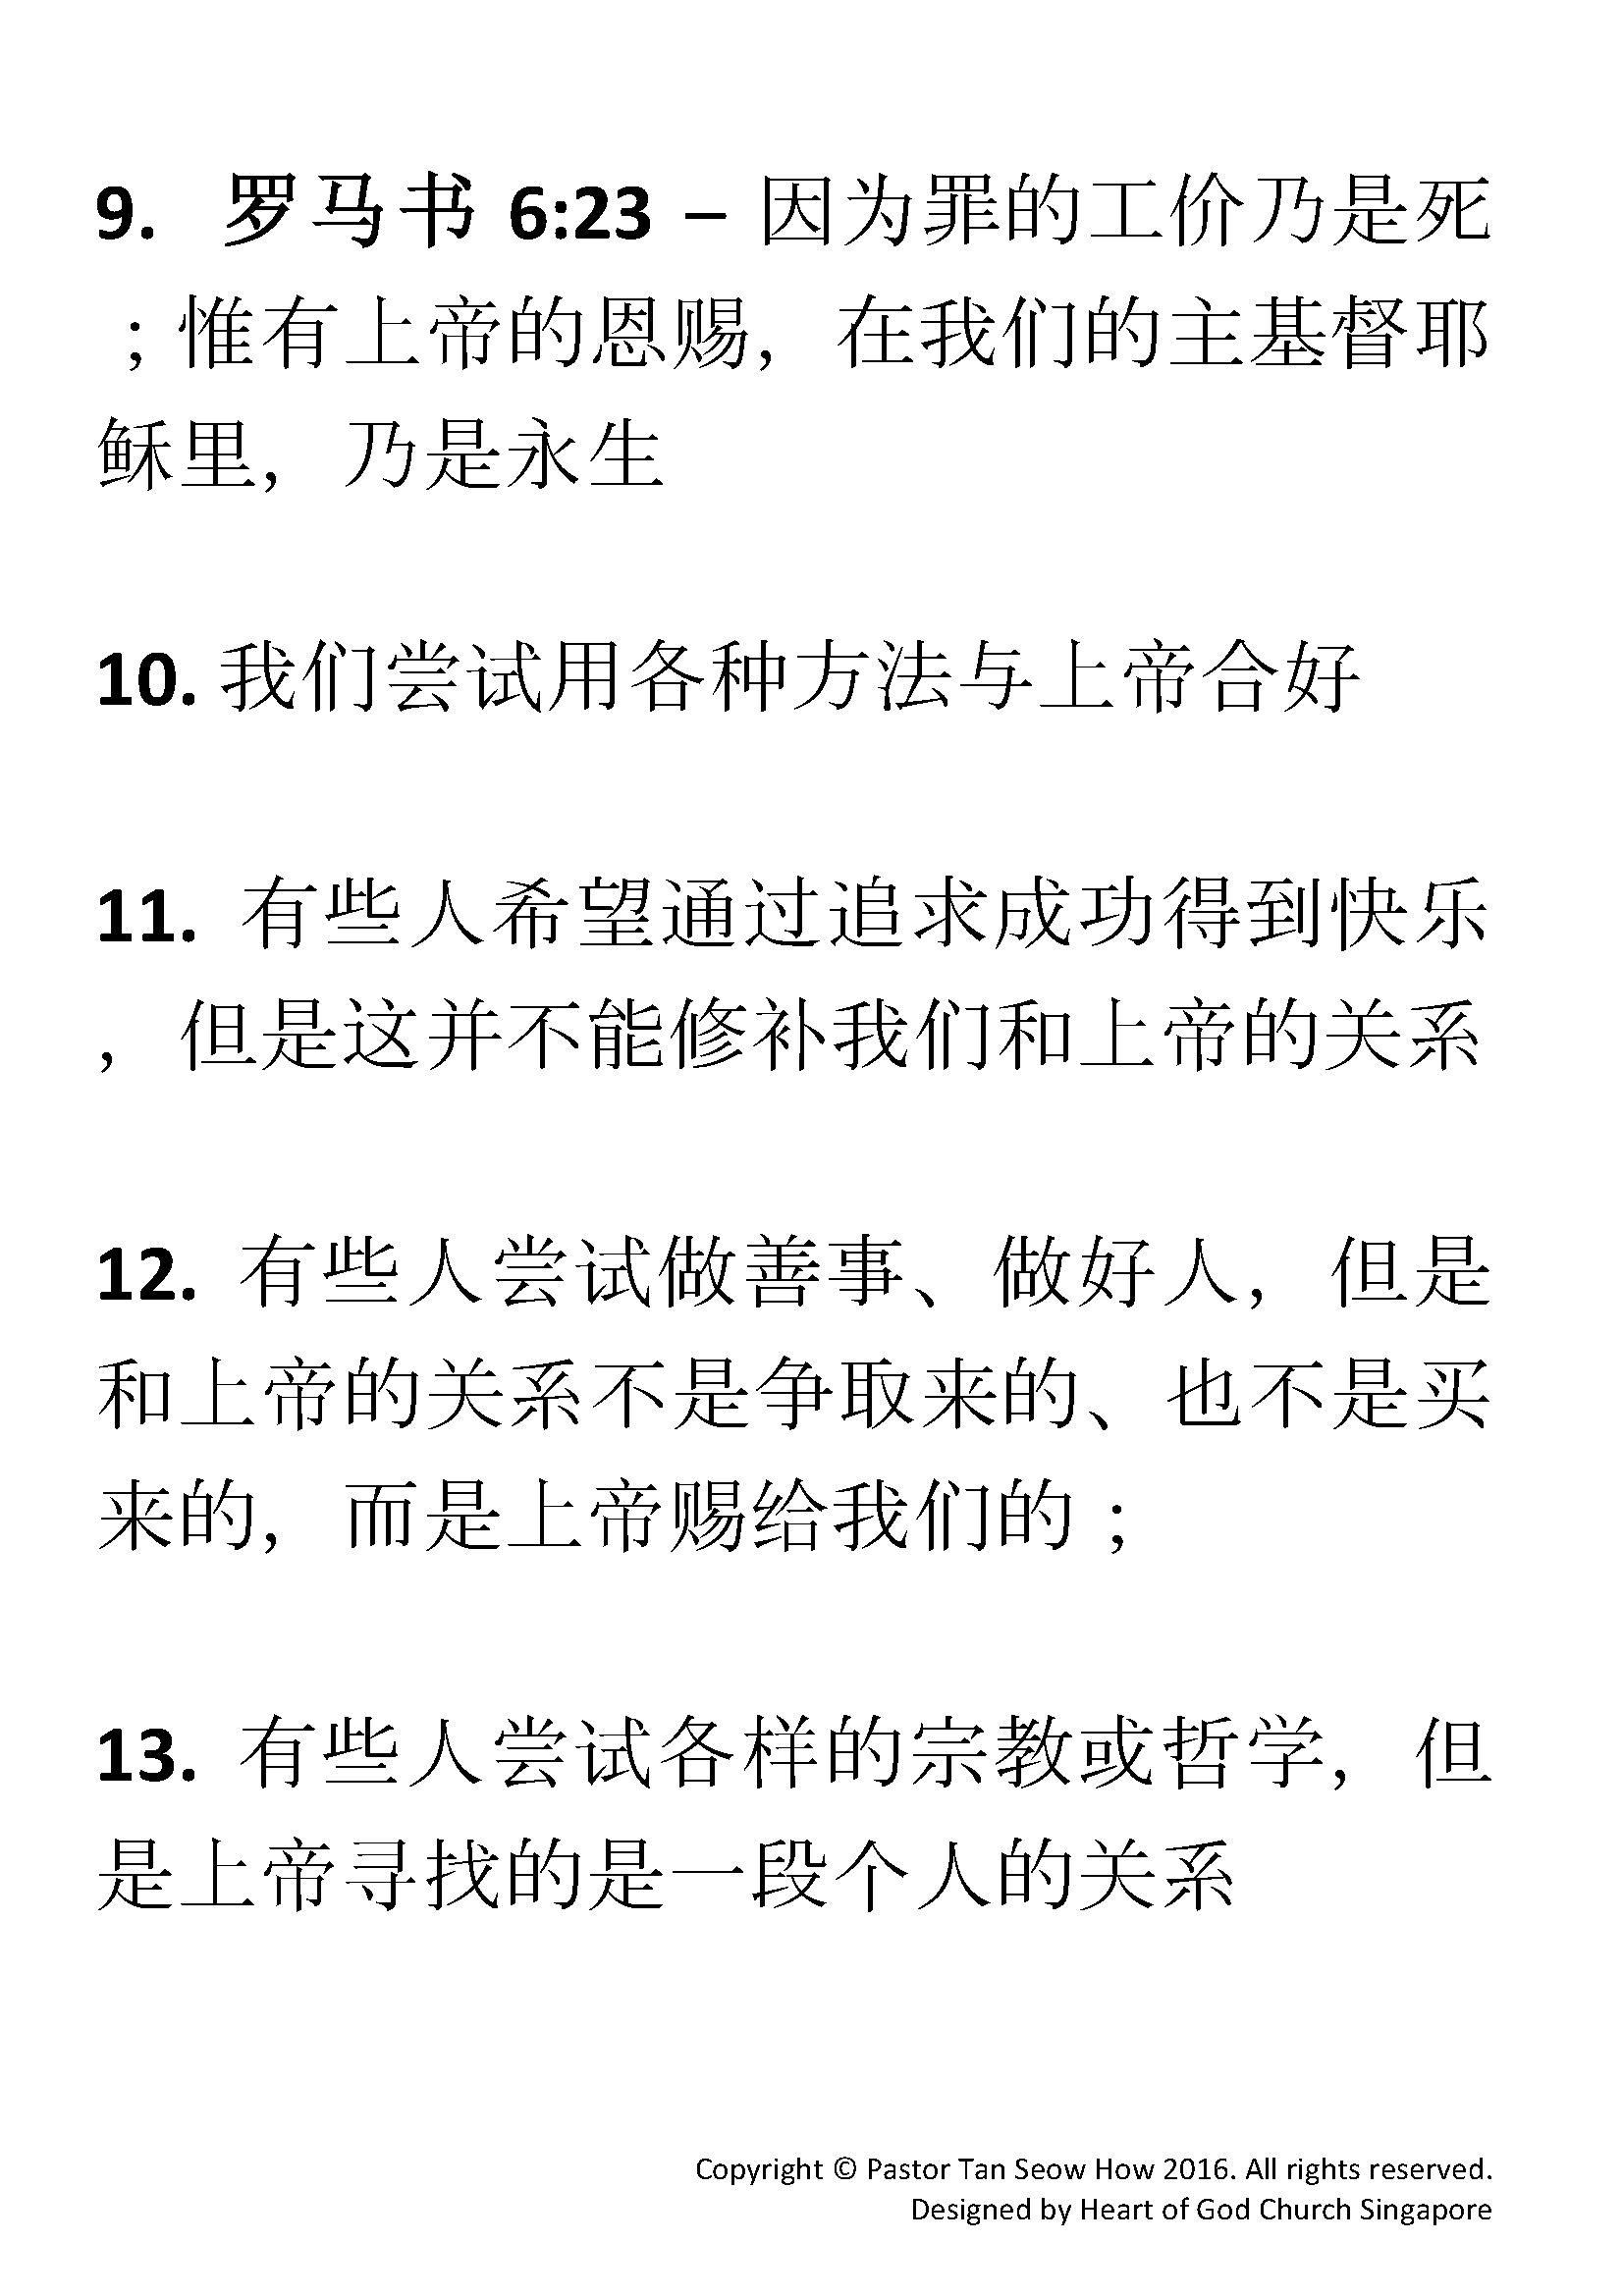 9. 罗马书 6:23 – 因为罪的工价乃是死
；惟有上帝的恩赐，在我们的主基督耶
稣里，乃是永生
10. 我们尝试用各种方法与上帝合好
11. 有些人希望通过追求成功得到快乐
，但是这并不能修补我们和上帝的关系
12. 有些人尝试做善事、做好人，但是
和上帝的关系不是争取来的、也不是买
来的，而是上帝赐给我们的；
13. 有些人尝试各样的宗教或哲学，但
是上帝寻找的是一段个人的关系
Copyright © Pastor Tan Seow How 2016. All rights reserved.
Designed by Heart of God Church Singapore